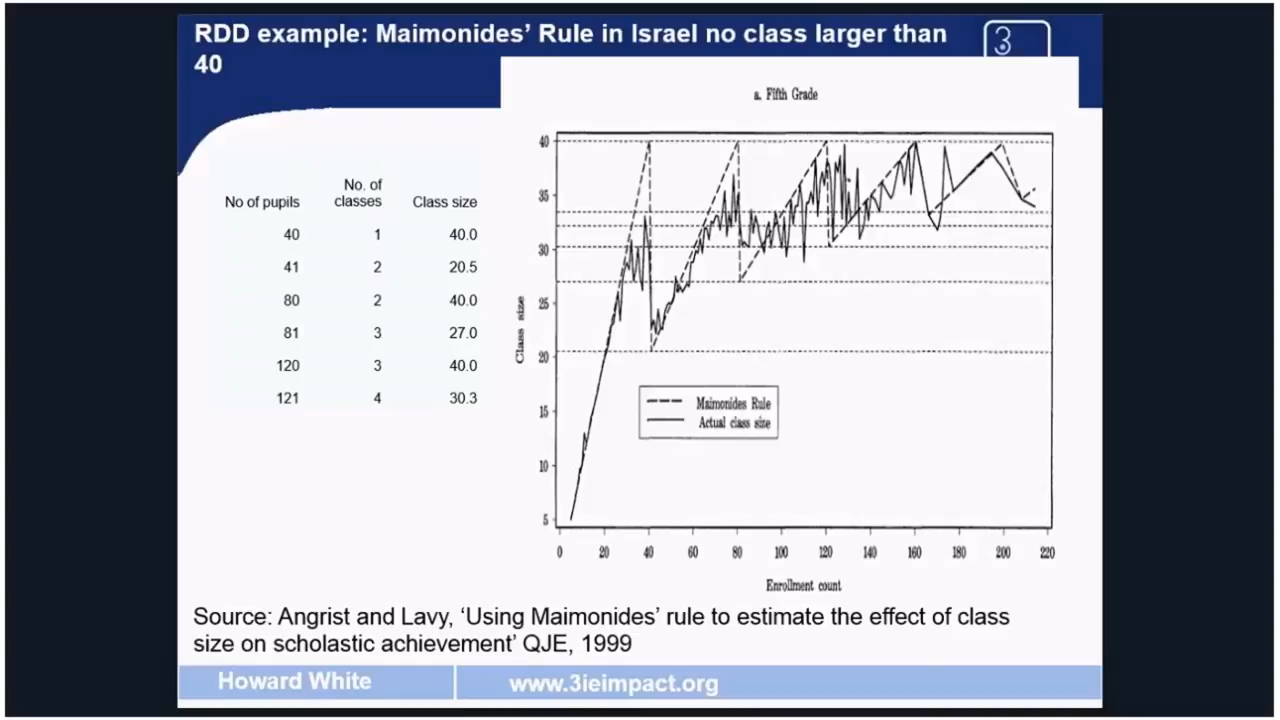 RDD example: Maimonides' Rule in Israel no class larger than
40
3
a. Fifth Grade
No of pupils No. of classes Class size
40 1 40.0
41 2 20.5
80 2 40.0
81 3 27.0
120 3 40.0
121 4 30.3
Class size
40
35
30
25
20
15
10
5
Maimonides Rule
Actual class size
0 20 40 60 80 100 120 140 160 180 200 220
Enrollment count
Source: Angrist and Lavy, ‘Using Maimonides’ rule to estimate the effect of class
size on scholastic achievement’ QJE, 1999
Howard White
www.3ieimpact.org